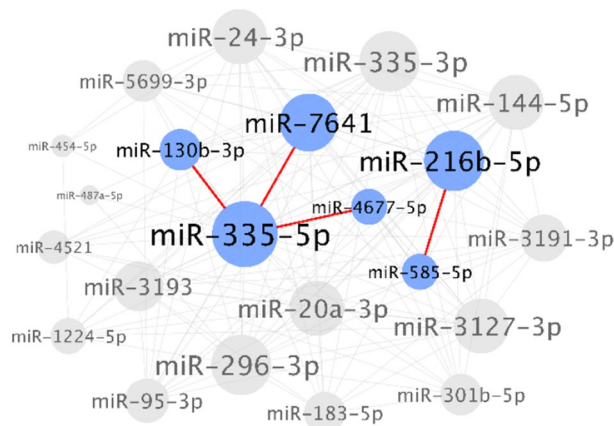 miR-24-3p
miR-335-3p
miR-5699-3p
miR-144-5p
miR-7641
miR-454-5p
miR-130b-3p
miR-216b-5p
miR-487a-5p
miR-4677-5p
miR-335-5p
miR-4521
miR-3191-3p
miR-585-5p
miR-3193
miR-20a-3p
miR-1224-5p
miR-3127-3p
miR-296-3p
miR-95-3p
miR-301b-5p
miR-183-5p